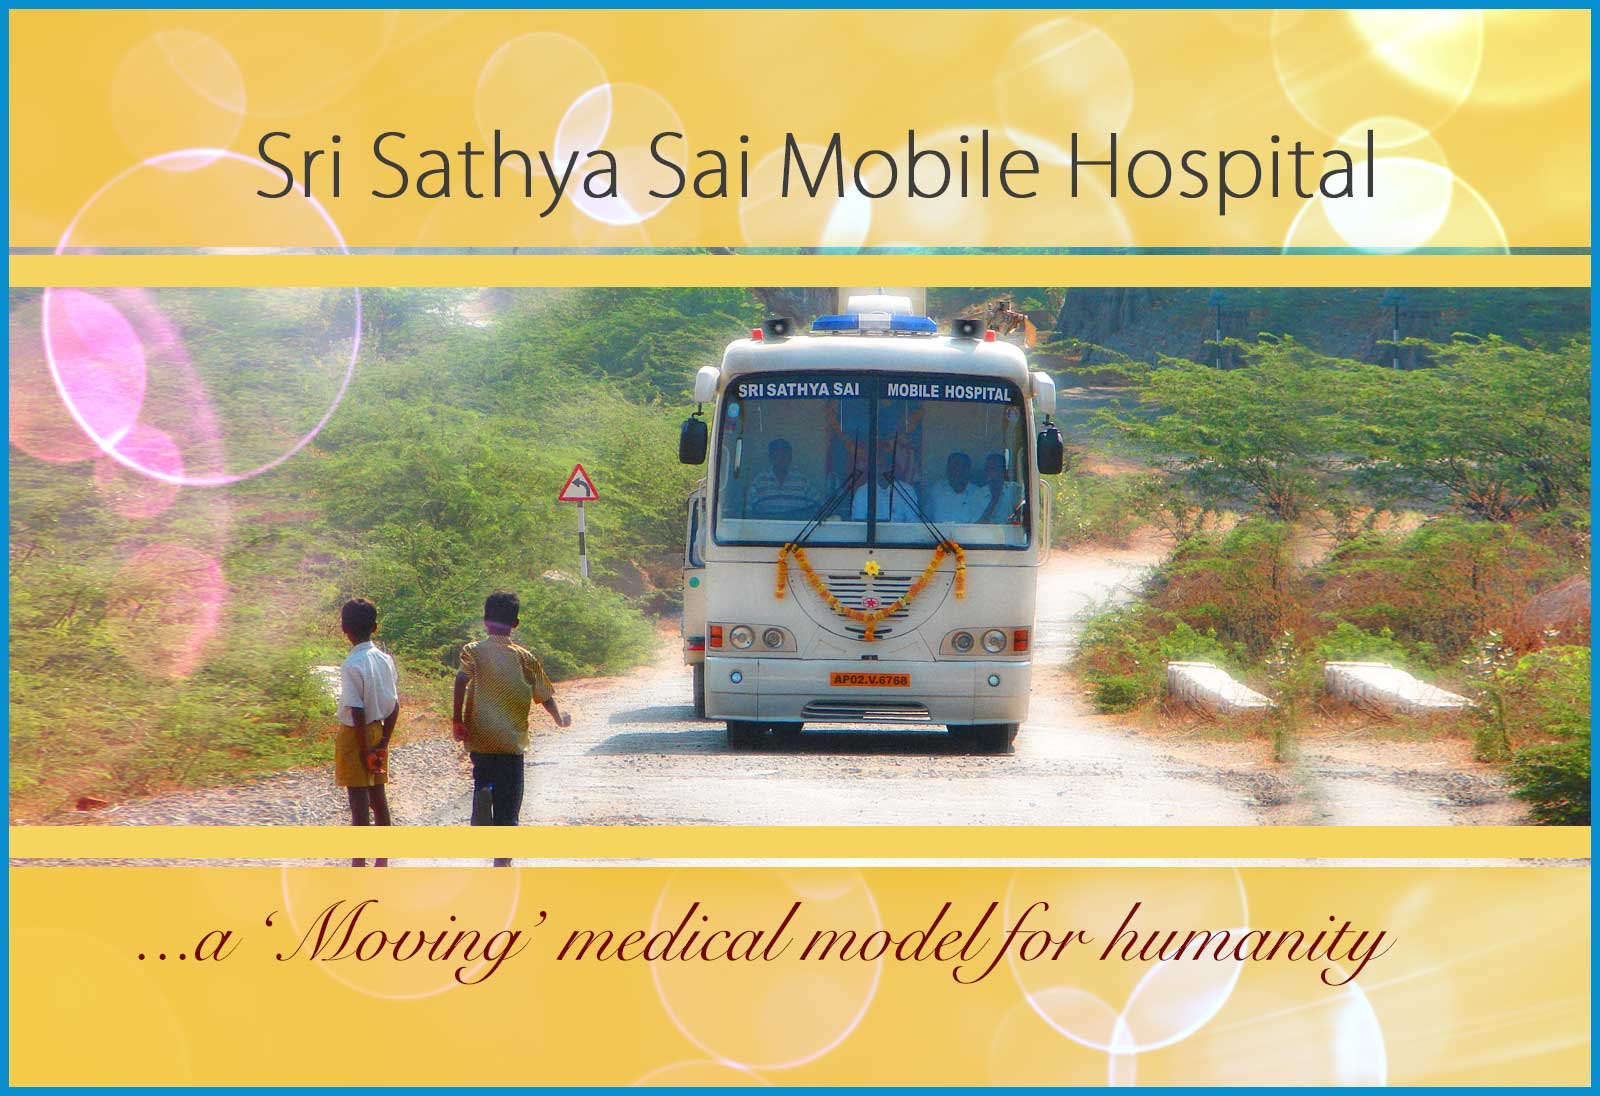 Sri Sathya Sai Mobile Hospital
SRI SATHYA SAI MOBILE HOSPITAL
AP02.V.6768
...a ‘Moving’ medical model for humanity